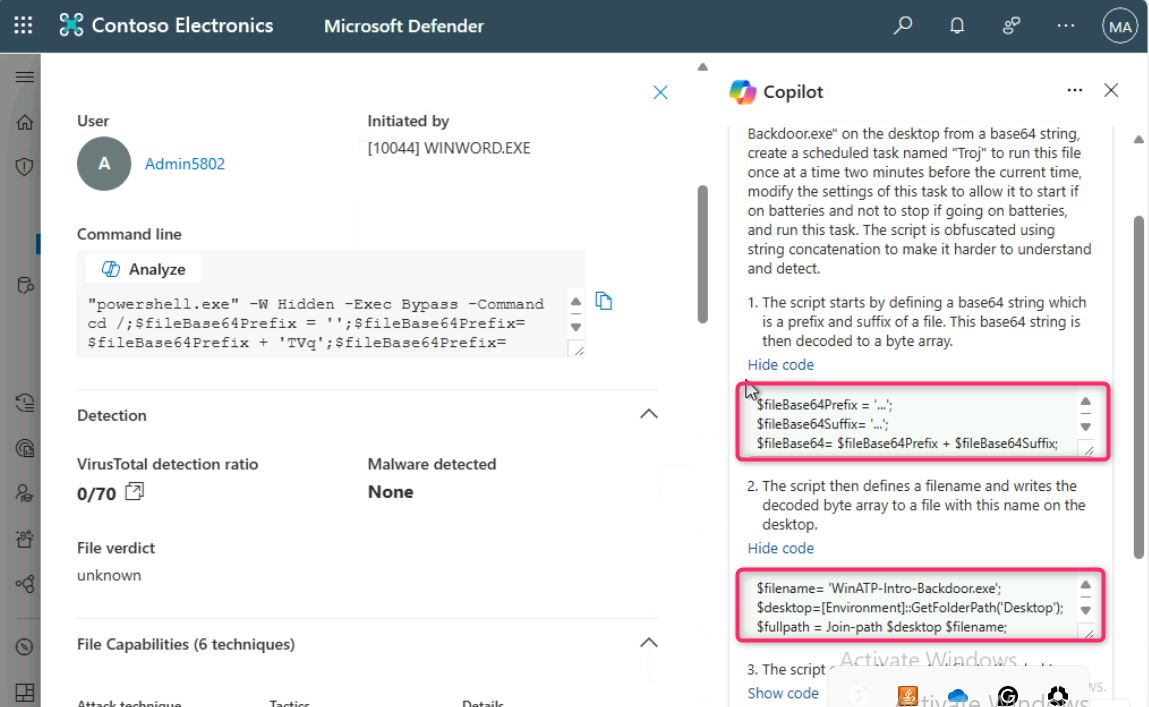 Contoso Electronics
Microsoft Defender
MA
User
A
Admin5802
Initiated by
[10044] WINWORD.EXE
Command line
Analyze
"powershell.exe" -W Hidden -Exec Bypass -Command
cd /;$fileBase64Prefix = '';$fileBase64Prefix=
$fileBase64Prefix + 'TVq';$fileBase64Prefix=
Detection
VirusTotal detection ratio
0/70
Malware detected
None
File verdict
unknown
File Capabilities (6 techniques)
Attack technique
Tactics
Details
Copilot
Backdoor.exe" on the desktop from a base64 string,
create a scheduled task named "Troj" to run this file
once at a time two minutes before the current time,
modify the settings of this task to allow it to start if
on batteries and not to stop if going on batteries,
and run this task. The script is obfuscated using
string concatenation to make it harder to understand
and detect.
1. The script starts by defining a base64 string which
is a prefix and suffix of a file. This base64 string is
then decoded to a byte array.
Hide code
$fileBase64Prefix = '...';
$fileBase64Suffix= '...';
$fileBase64= $fileBase64Prefix + $fileBase64Suffix;
2. The script then defines a filename and writes the
decoded byte array to a file with this name on the
desktop.
Hide code
$filename= 'WinATP-Intro-Backdoor.exe';
$desktop=[Environment]::GetFolderPath('Desktop');
$fullpath = Join-path $desktop $filename;
3. The script
Show code
Activate Windows
Activate Windows